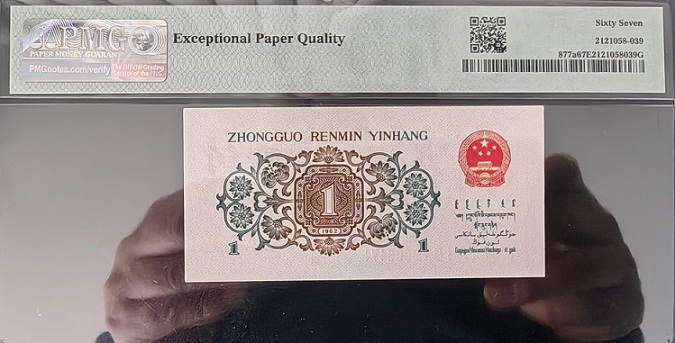 PMG
PAPER MONEY GUARANTY
PMGnotes.com/verify
The Official Grading
Service of the PNG
Exceptional Paper Quality
Sixty Seven
2121058-039
877a67E2121058039G
ZHONGGUO RENMIN YINHANG
1
1962
1
1